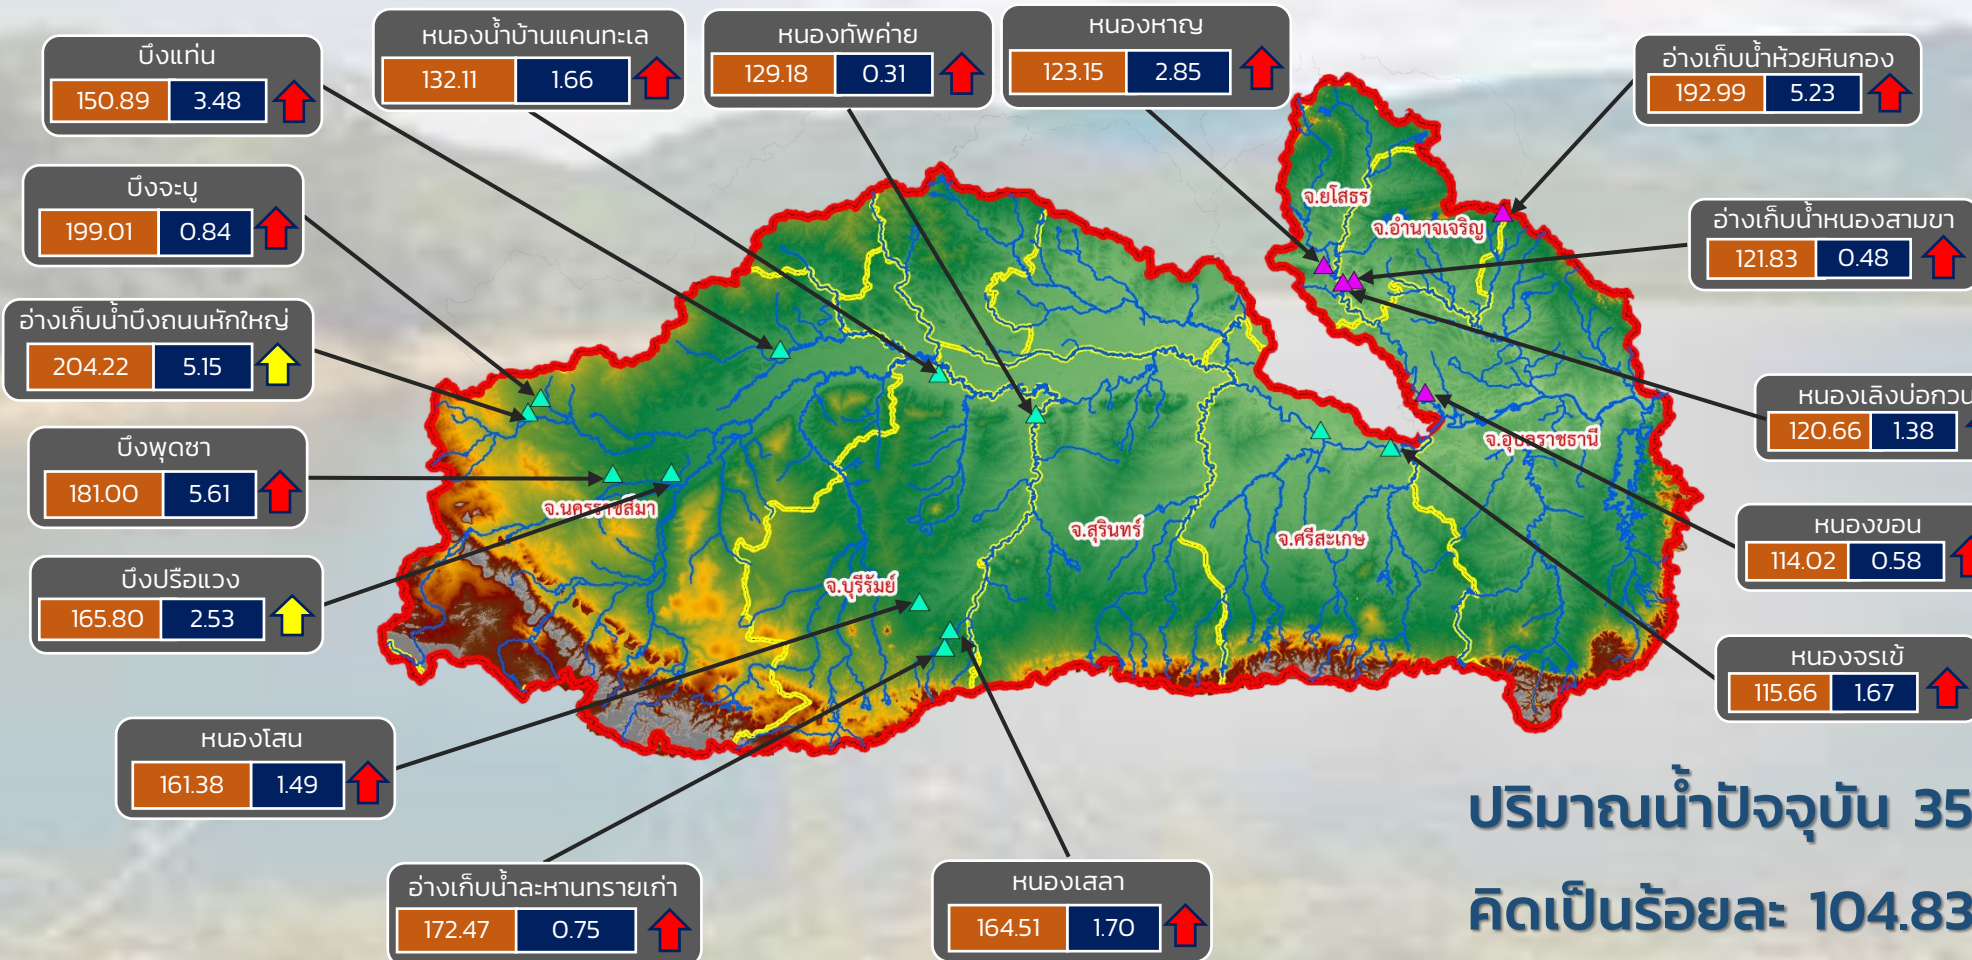 บึงแท่น
150.89 3.48
หนองน้ำบ้านแคนทะเล
132.11 1.66
หนองทัพค่าย
129.18 0.31
หนองหาญ
123.15 2.85
อ่างเก็บน้ำห้วยหินกอง
192.99 5.23
บึงจะบู
199.01 0.84
อ่างเก็บน้ำหนองสามขา
121.83 0.48
อ่างเก็บน้ำบึงถนนหักใหญ่
204.22 5.15
หนองเลิงบ่อกวน
120.66 1.38
บึงพุดซา
181.00 5.61
หนองขอน
114.02 0.58
บึงปรือแวง
165.80 2.53
หนองจรเข้
115.66 1.67
จ.ยโสธร
จ.อำนาจเจริญ
จ.อุบลราชธานี
จ.นครราชสีมา
จ.สุรินทร์
จ.ศรีสะเกษ
จ.บุรีรัมย์
หนองโสน
161.38 1.49
อ่างเก็บน้ำละหานทรายเก่า
172.47 0.75
หนองเสลา
164.51 1.70
ปริมาณน้ำปัจจุบัน 35
คิดเป็นร้อยละ 104.83